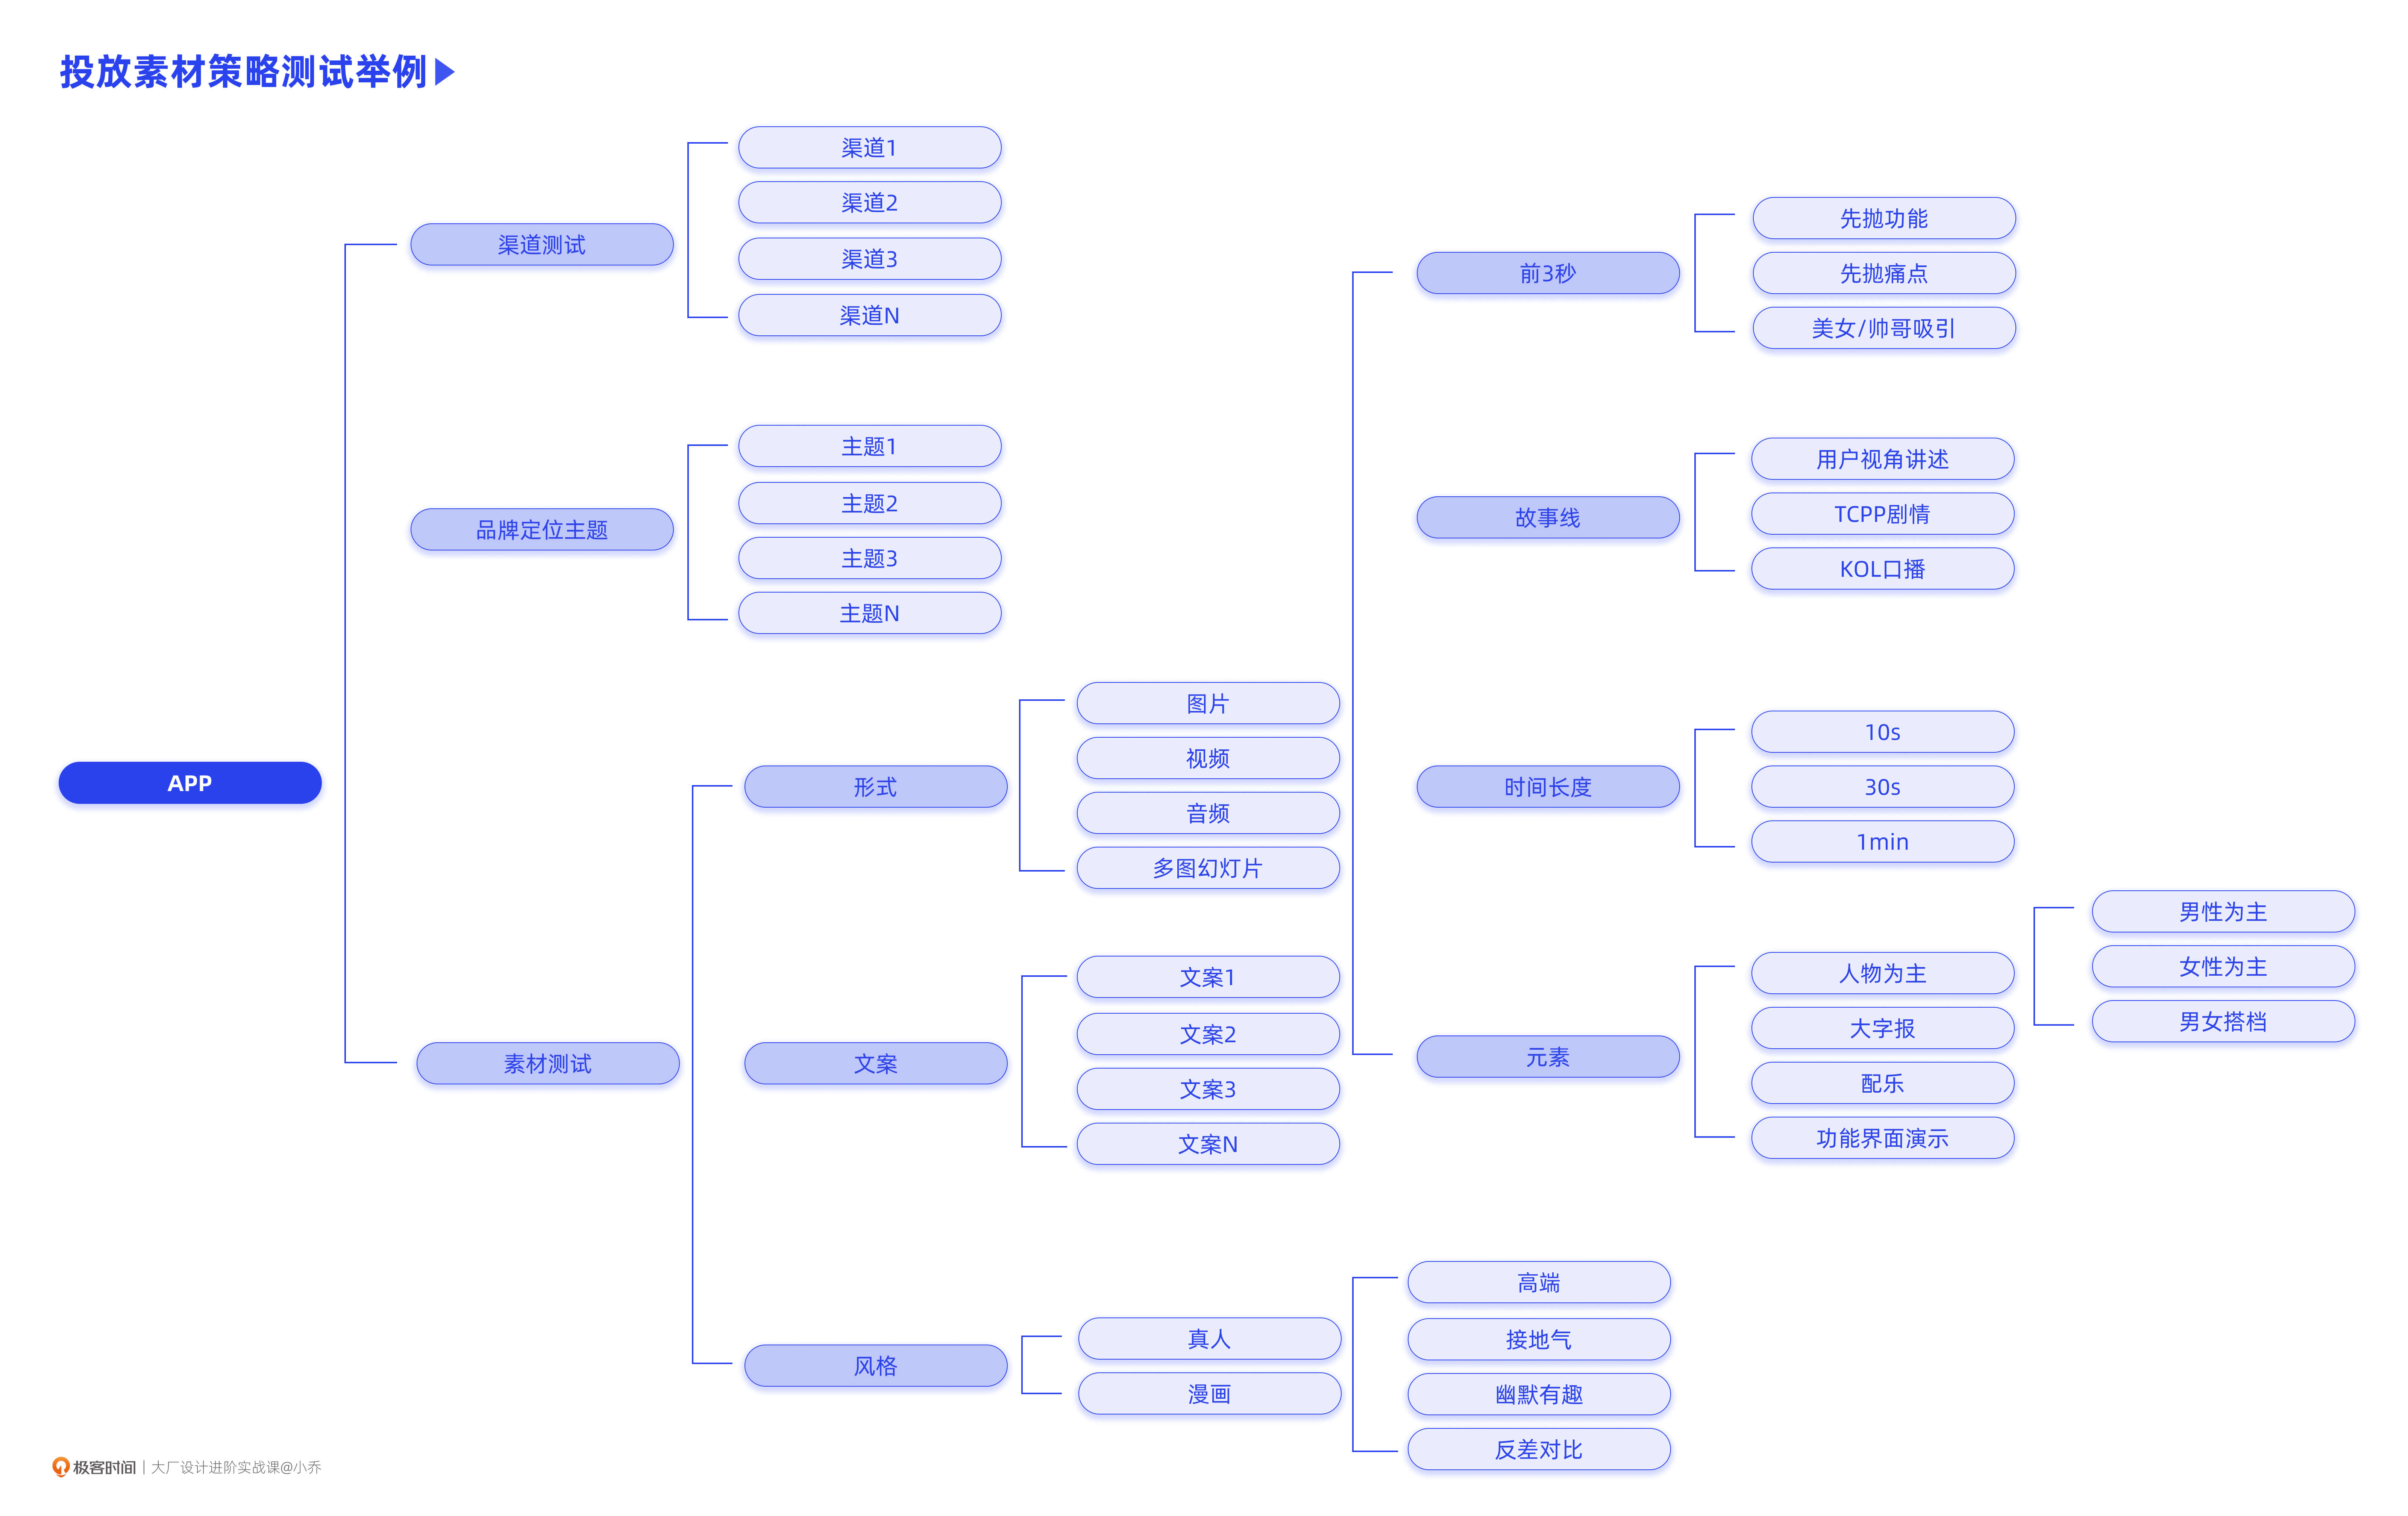 投放素材策略测试举例
APP
渠道测试
渠道1
渠道2
渠道3
渠道N
品牌定位主题
主题1
主题2
主题3
主题N
素材测试
形式
图片
视频
音频
多图幻灯片
前3秒
先抛功能
先抛痛点
美女/帅哥吸引
故事线
用户视角讲述
TCPP剧情
KOL口播
时间长度
10s
30s
1min
元素
人物为主
男性为主
女性为主
男女搭档
大字报
配乐
功能界面演示
文案
文案1
文案2
文案3
文案N
风格
真人
漫画
高端
接地气
幽默有趣
反差对比
极客时间 | 大厂设计进阶实战课@小乔